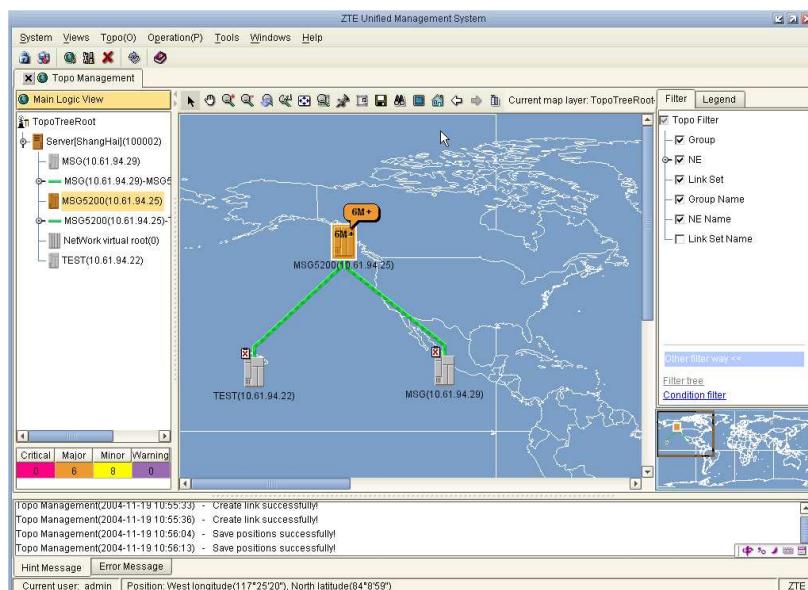 ZTE Unified Management System
System Views Topo(O) Operation(P) Tools Windows Help
Topo Management
Main Logic View
TopoTreeRoot
Server[ShangHai](100002)
MSG(10.61.94.29)
MSG(10.61.94.29)-MSG5
MSG5200(10.61.94.25)
MSG5200(10.61.94.25)-
NetWork virtual root(0)
TEST(10.61.94.22)
Critical Major Minor Warning
0 6 8 0
Current map layer: TopoTreeRoot
6M+
6M+
MSG5200(10.61.94.25)
TEST(10.61.94.22)
MSG(10.61.94.29)
Filter Legend
Topo Filter
Group
NE
Link Set
Group Name
NE Name
Link Set Name
Other filter way <<
Filter tree
Condition filter
Topo Management(2004-11-19 10:55:33) - Create link successfully!
Topo Management(2004-11-19 10:55:36) - Create link successfully!
Topo Management(2004-11-19 10:56:04) - Save positions successfully!
Topo Management(2004-11-19 10:56:13) - Save positions successfully!
中
Hint Message Error Message
Current user: admin Position: West longitude(117°25'20"), North latitude(84°8'59") ZTE